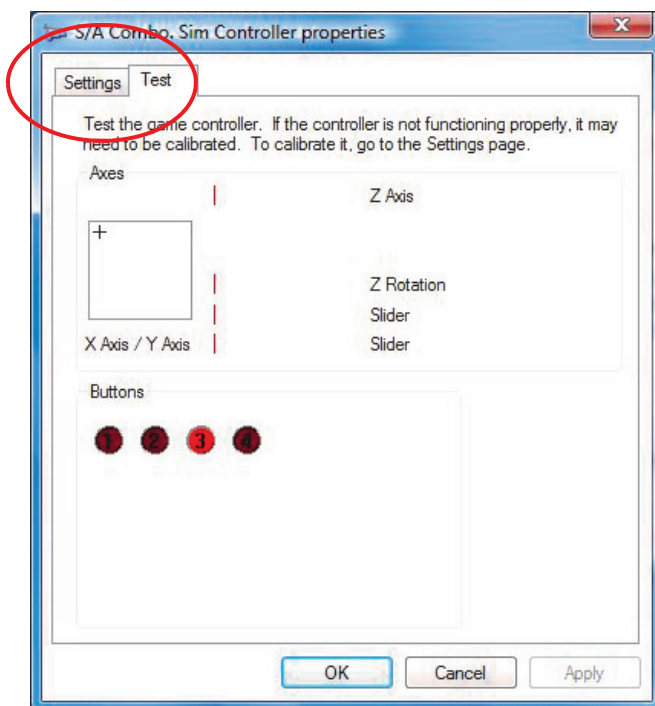 S/A Combo. Sim Controller properties
X
Settings Test
Test the game controller. If the controller is not functioning properly, it may
need to be calibrated. To calibrate it, go to the Settings page.
Axes
Z Axis
Z Rotation
Slider
X Axis / Y Axis Slider
Buttons
1 2 3 4
OK Cancel Apply